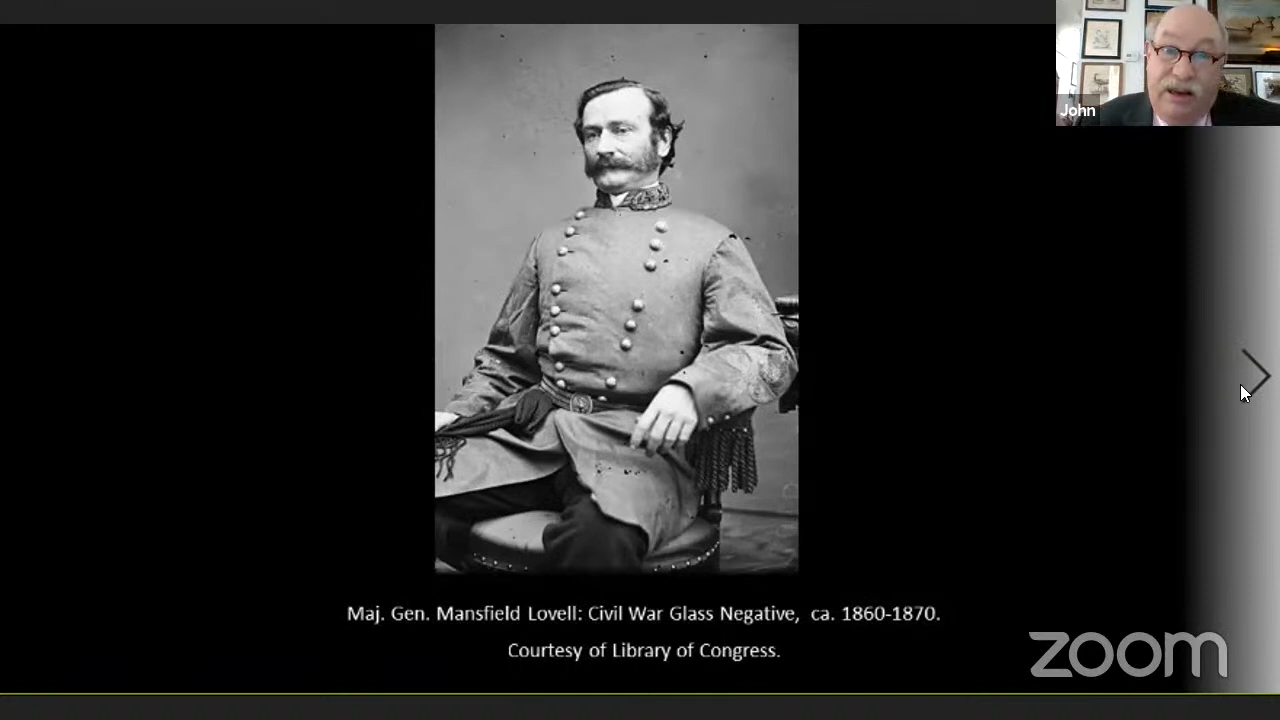 John
Maj. Gen. Mansfield Lovell: Civil War Glass Negative, ca. 1860-1870.
Courtesy of Library of Congress.
zoom